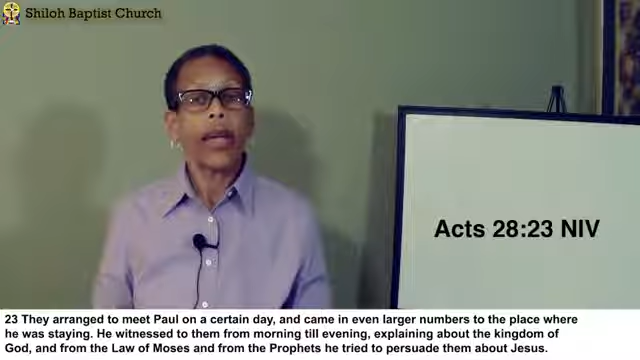 Shiloh Baptist Church
Acts 28:23 NIV
23 They arranged to meet Paul on a certain day, and came in even larger numbers to the place where
he was staying. He witnessed to them from morning till evening, explaining about the kingdom of
God, and from the Law of Moses and from the Prophets he tried to persuade them about Jesus.